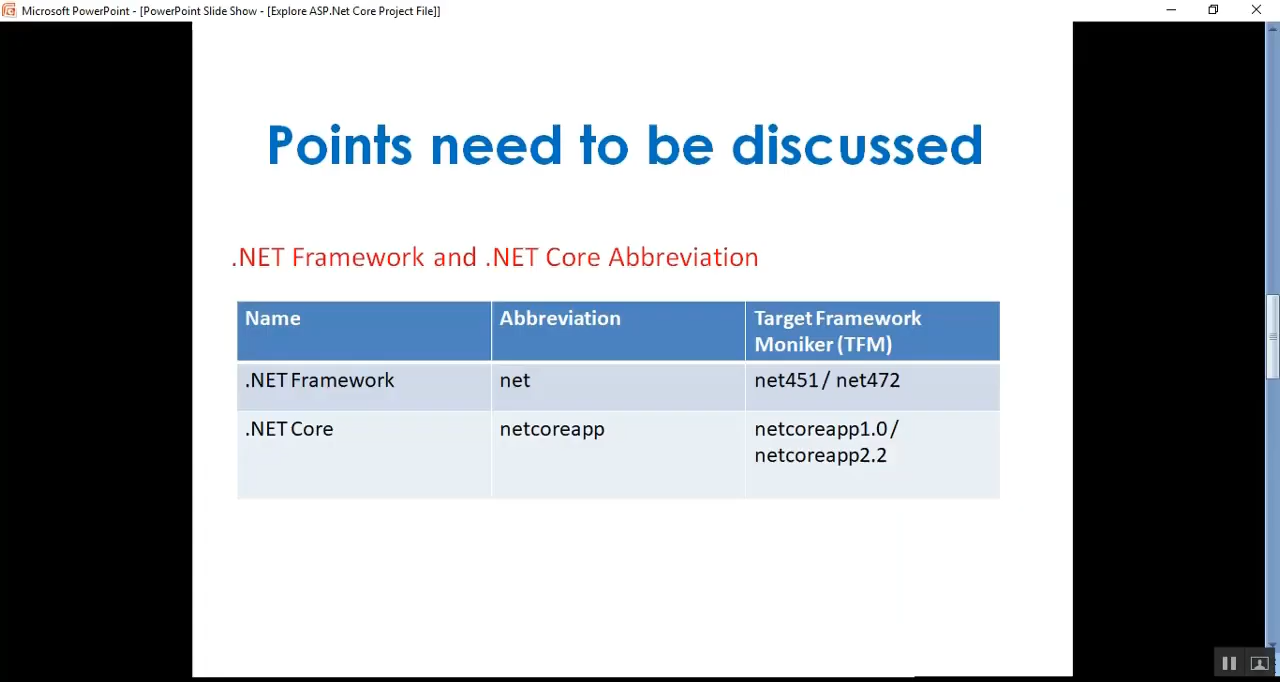 Microsoft PowerPoint - [PowerPoint Slide Show - [Explore ASP.Net Core Project File]]
Points need to be discussed
.NET Framework and .NET Core Abbreviation
Name Abbreviation Target Framework
Moniker (TFM)
.NET Framework net net451 / net472
.NET Core netcoreapp netcoreapp1.0 /
netcoreapp2.2